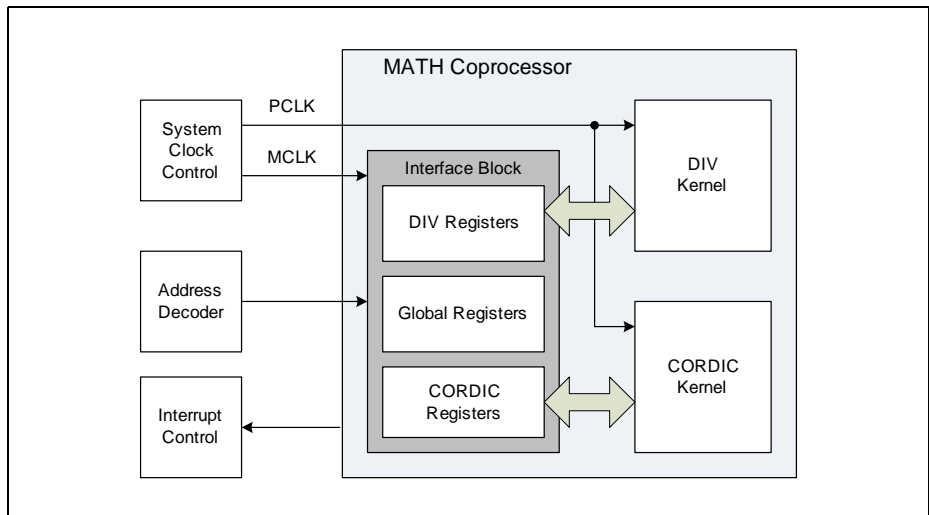 MATH Coprocessor
PCLK
System
Clock
Control
MCLK
Interface Block
DIV
Kernel
DIV Registers
Address
Decoder
Global Registers
CORDIC
Kernel
CORDIC
Registers
Interrupt
Control